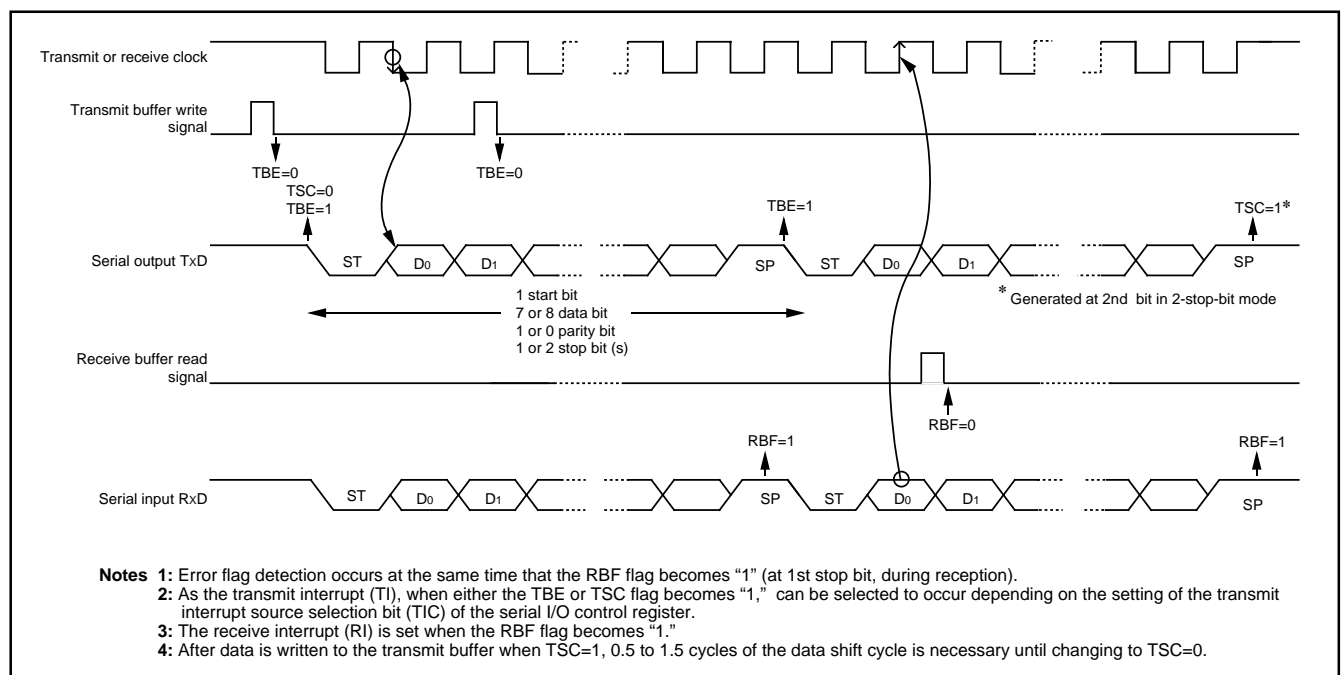 Transmit or receive clock
Transmit buffer write
signal
TBE=0
TBE=0
TSC=0
TBE=1
TBE=1
TSC=1*
Serial output TxD
ST
D0
D1
SP
ST
D0
D1
SP
1 start bit
7 or 8 data bit
1 or 0 parity bit
1 or 2 stop bit (s)
* Generated at 2nd bit in 2-stop-bit mode
Receive buffer read
signal
RBF=0
RBF=1
RBF=1
Serial input RxD
ST
D0
D1
SP
ST
D0
D1
SP
Notes 1: Error flag detection occurs at the same time that the RBF flag becomes “1” (at 1st stop bit, during reception).
2: As the transmit interrupt (TI), when either the TBE or TSC flag becomes “1,” can be selected to occur depending on the setting of the transmit
interrupt source selection bit (TIC) of the serial I/O control register.
3: The receive interrupt (RI) is set when the RBF flag becomes “1.”
4: After data is written to the transmit buffer when TSC=1, 0.5 to 1.5 cycles of the data shift cycle is necessary until changing to TSC=0.